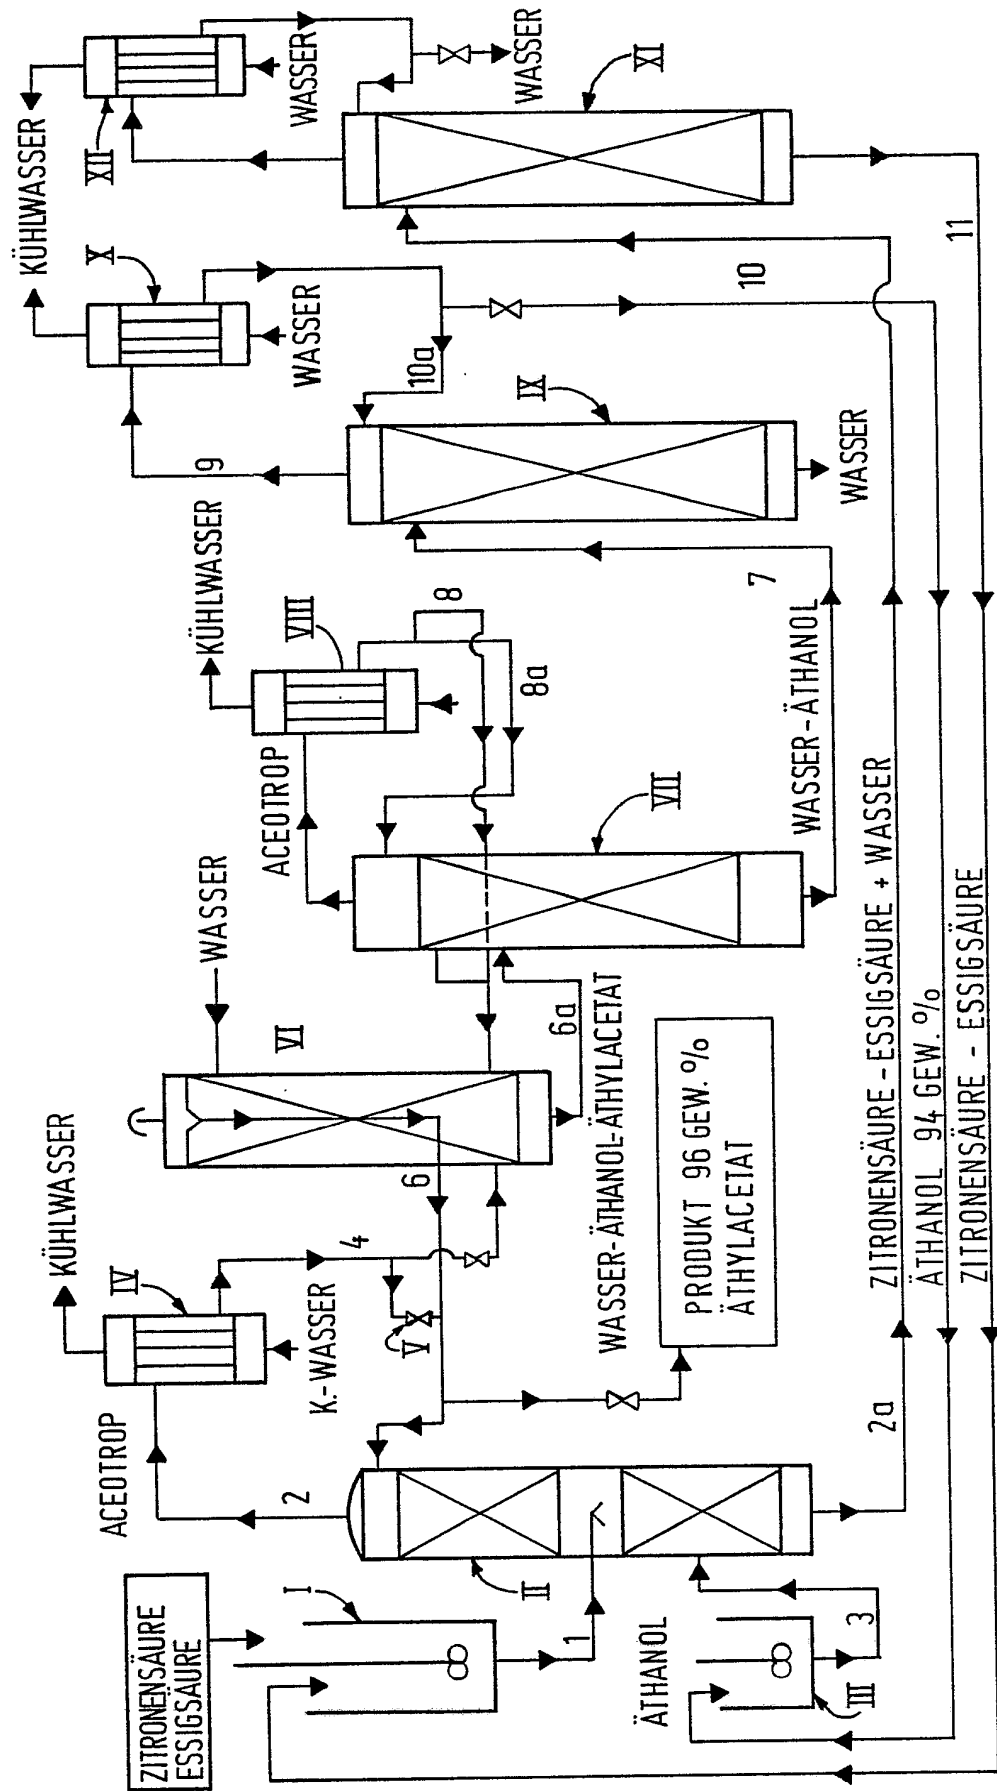 ZITRONENSÄURE
ESSIGSÄURE
I
1
ÄTHANOL
III
3
II
2
ACEOTROP
2a
KÜHLWASSER
IV
K.-WASSER
4
V
6
VI
WASSER
WASSER-ÄTHANOL-ÄTHYLACETAT
6a
PRODUKT 96 GEW. %
ÄTHYLACETAT
ACEOTROP
KÜHLWASSER
VIII
8
8a
VII
WASSER-ÄTHANOL
7
9
IX
WASSER
10a
X
WASSER
KÜHLWASSER
10
XII
WASSER
WASSER
XI
11
ZITRONENSÄURE-ESSIGSÄURE + WASSER
ÄTHANOL 94 GEW. %
ZITRONENSÄURE - ESSIGSÄURE